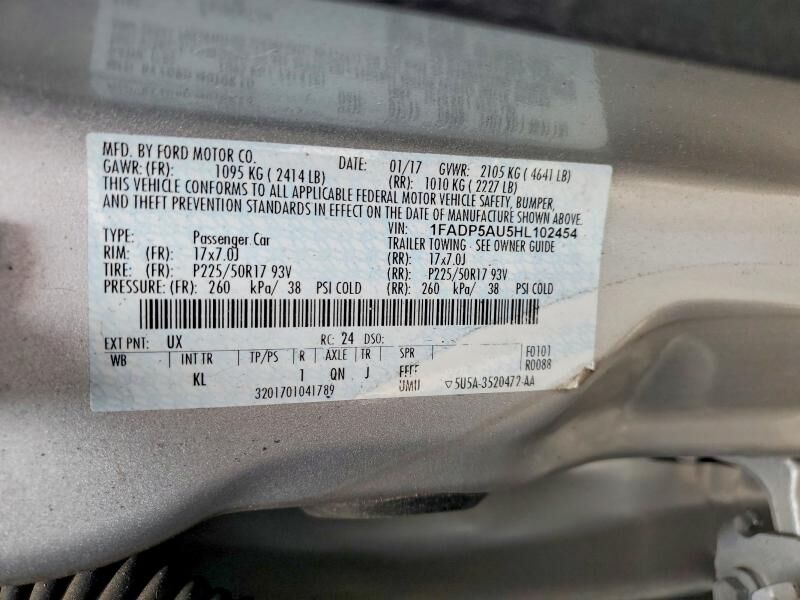 MFD. BY FORD MOTOR CO. DATE: 01/17 GVWR: 2105 KG ( 4641 LB)
GAWR: (FR): 1095 KG ( 2414 LB) (RR): 1010 KG ( 2227 LB)
THIS VEHICLE CONFORMS TO ALL APPLICABLE FEDERAL MOTOR VEHICLE SAFETY, BUMPER,
AND THEFT PREVENTION STANDARDS IN EFFECT ON THE DATE OF MANUFACTURE SHOWN ABOVE.
VIN: 1FADP5AU5HL102454
TYPE: Passenger Car TRAILER TOWING - SEE OWNER GUIDE
RIM: (FR): 17x7.0J (RR): 17x7.0J
TIRE: (FR): P225/50R17 93V (RR): P225/50R17 93V
PRESSURE: (FR): 260 kPa/ 38 PSI COLD (RR): 260 kPa/ 38 PSI COLD
EXT PNT: UX RC: 24 DSO:
WB INT TR TP/PS R AXLE TR SPR F0101
KL 1 QN J R0088
3201701041789 ▽5U5A-3520472-AA